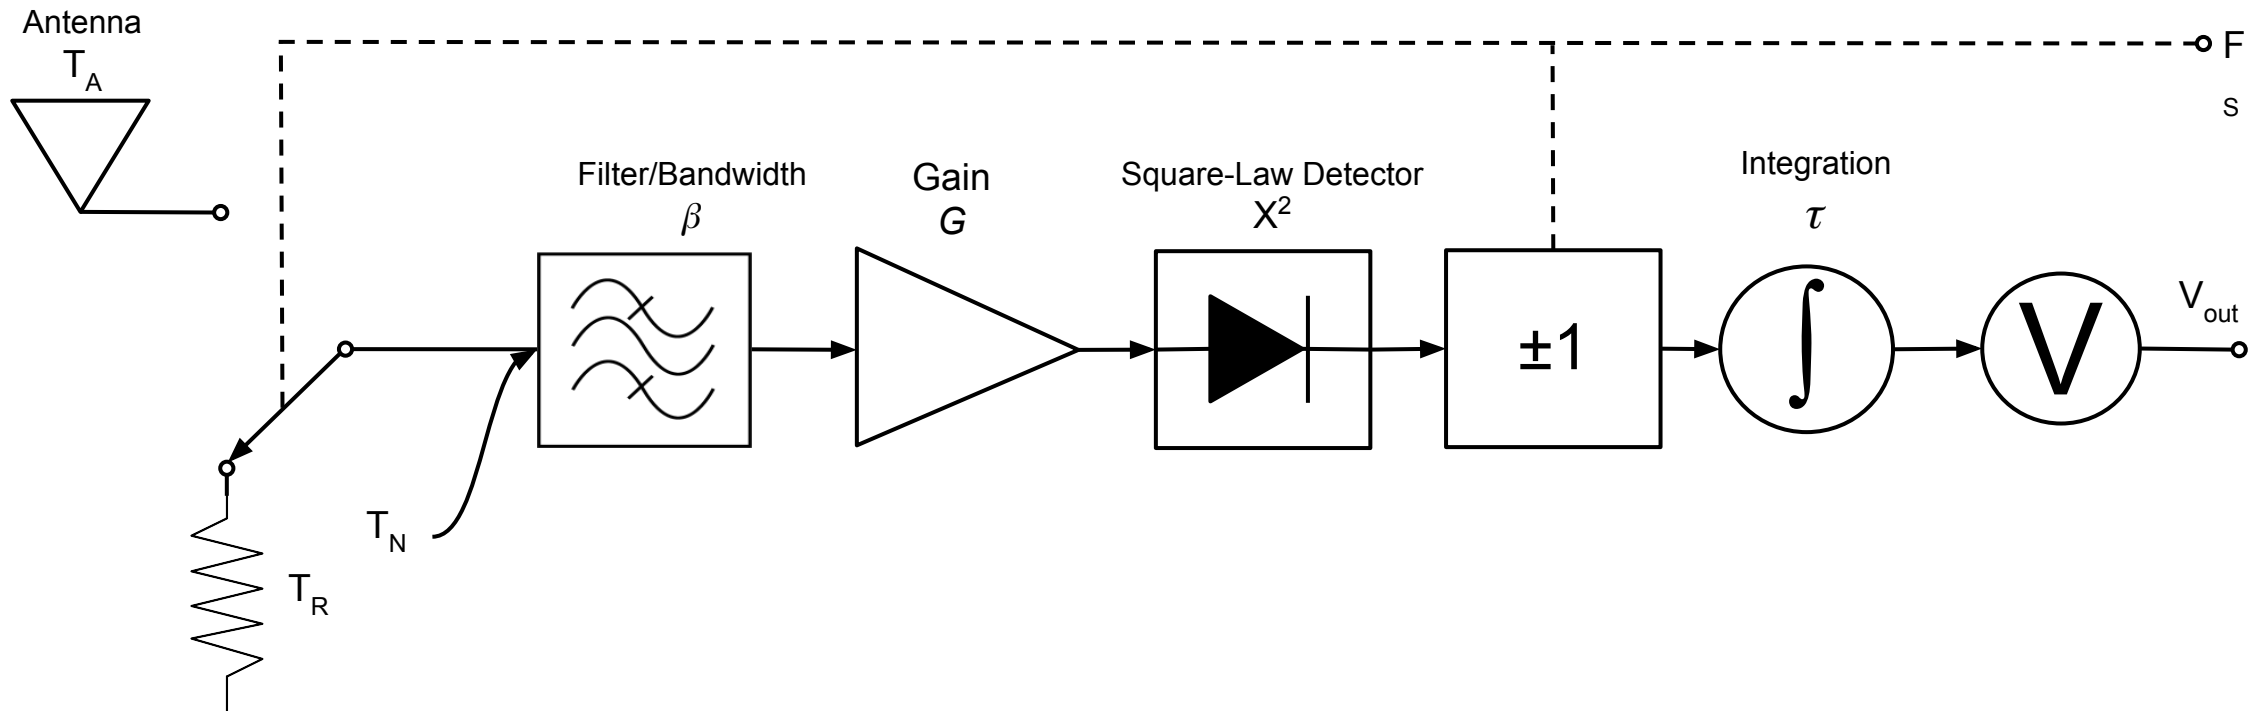 Antenna
T_A
F
S
Filter/Bandwidth
β
Gain
G
Square-Law Detector
X²
Integration
τ
±1
∫
V
V_out
T_N
T_R